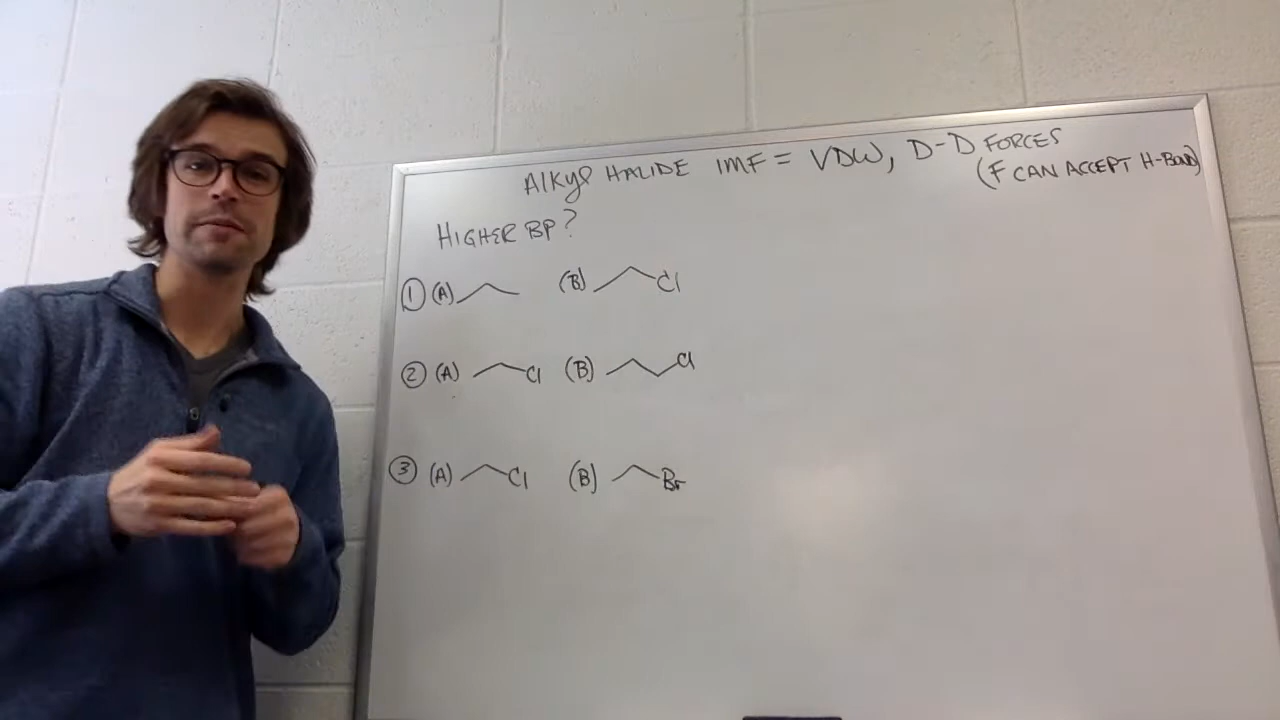 Alkyl HALIDE IMF = VDW, D-D FORCES
(F CAN ACCEPT H-BOND)
HIGHER BP?
① (A) (B) Cl
② (A) Cl (B) Cl
③ (A) Cl (B) Br